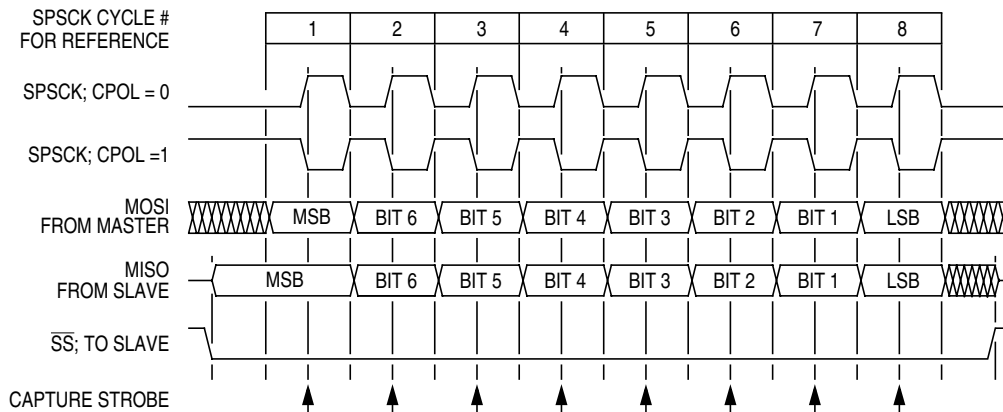 SPSCK CYCLE #
FOR REFERENCE
1 2 3 4 5 6 7 8
SPSCK; CPOL = 0
SPSCK; CPOL =1
MOSI
FROM MASTER
MSB BIT 6 BIT 5 BIT 4 BIT 3 BIT 2 BIT 1 LSB
MISO
FROM SLAVE
MSB BIT 6 BIT 5 BIT 4 BIT 3 BIT 2 BIT 1 LSB
SS; TO SLAVE
CAPTURE STROBE